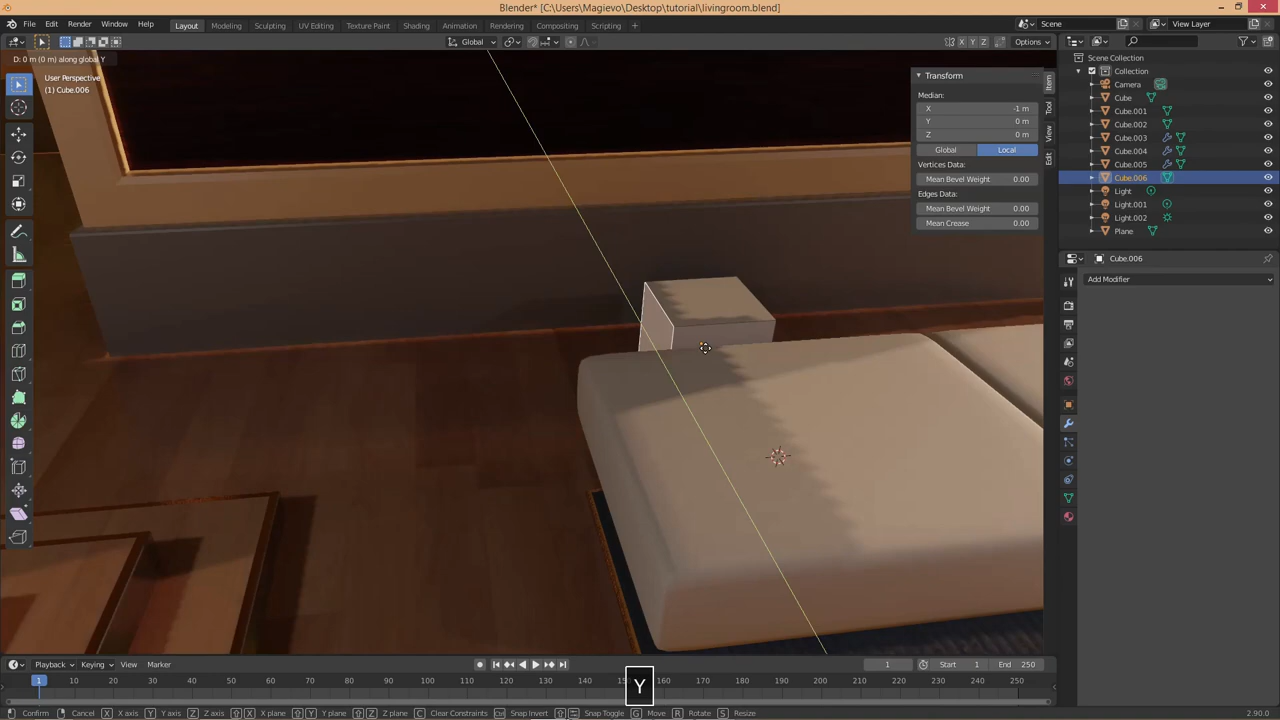 Blender* [C:\Users\Magievo\Desktop\tutorial\livingroom.blend]
File Edit Render Window Help Layout Modeling Sculpting UV Editing Texture Paint Shading Animation Rendering Compositing Scripting Scene View Layer
Global X Y Z Options
D: 0 m (0 m) along global Y
User Perspective
(1) Cube.006
Transform
Median:
X -1 m
Y 0 m
Z 0 m
Global Local
Vertices Data:
Mean Bevel Weight 0.00
Edges Data:
Mean Bevel Weight 0.00
Mean Crease 0.00
Item
Tool
View
Edit
Scene Collection
Collection
Camera
Cube
Cube.001
Cube.002
Cube.003
Cube.004
Cube.005
Cube.006
Light
Light.001
Light.002
Plane
Cube.006
Add Modifier
Y
Playback Keying View Marker 1 Start 1 End 250
1 10 20 30 40 50 60 70 80 90 100 110 120 130 140 150 160 170 180 190 200 210 220 230 240 250
Confirm Cancel X X axis Y Y axis Z Z axis X X plane Y Y plane Z Z plane C Clear Constraints Ctrl Snap Invert Snap Toggle G Move R Rotate S Resize 2.90.0